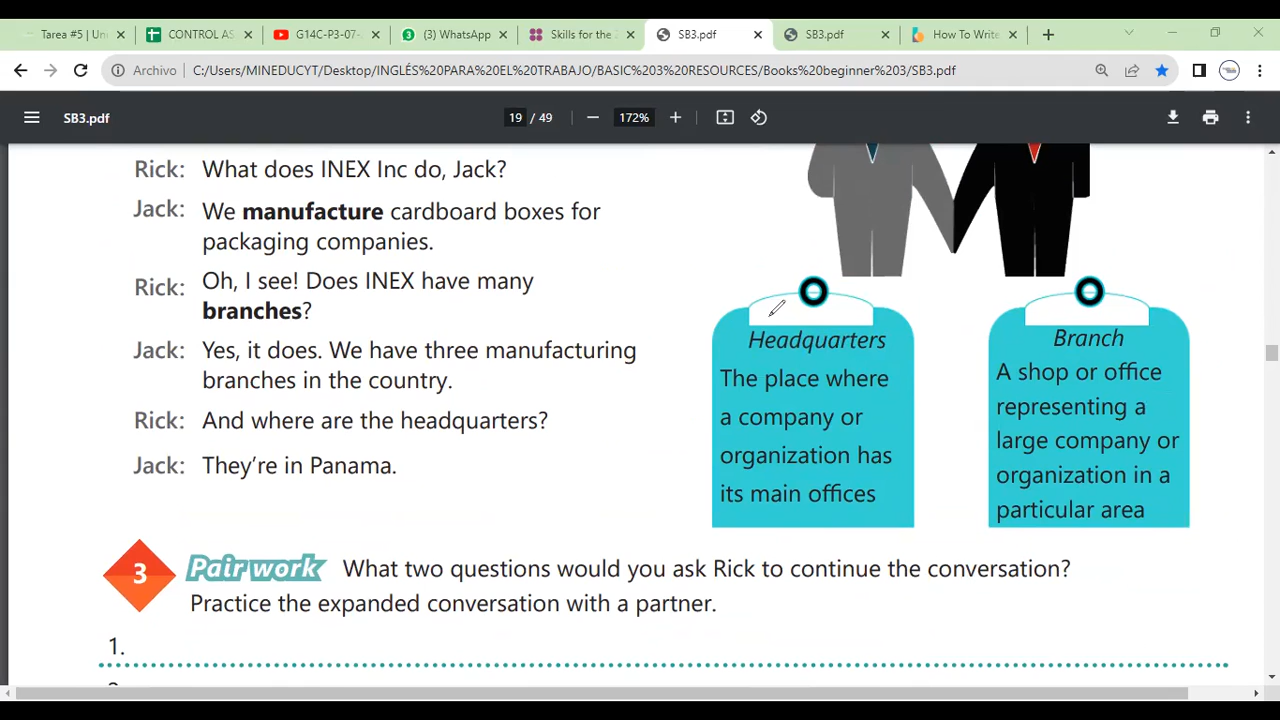 Tarea #5 | Un
CONTROL AS
G14C-P3-07-
(3) WhatsApp
Skills for the 2
SB3.pdf
SB3.pdf
How To Write
Archivo
C:/Users/MINEDUCYT/Desktop/INGLÉS%20PARA%20EL%20TRABAJO/BASIC%203%20RESOURCES/Books%20beginner%203/SB3.pdf
SB3.pdf
19 / 49
172%
Rick: What does INEX Inc do, Jack?
Jack: We manufacture cardboard boxes for
packaging companies.
Rick: Oh, I see! Does INEX have many
branches?
Jack: Yes, it does. We have three manufacturing
branches in the country.
Rick: And where are the headquarters?
Jack: They're in Panama.
Headquarters
The place where
a company or
organization has
its main offices
Branch
A shop or office
representing a
large company or
organization in a
particular area
3 Pair work What two questions would you ask Rick to continue the conversation?
Practice the expanded conversation with a partner.
1.